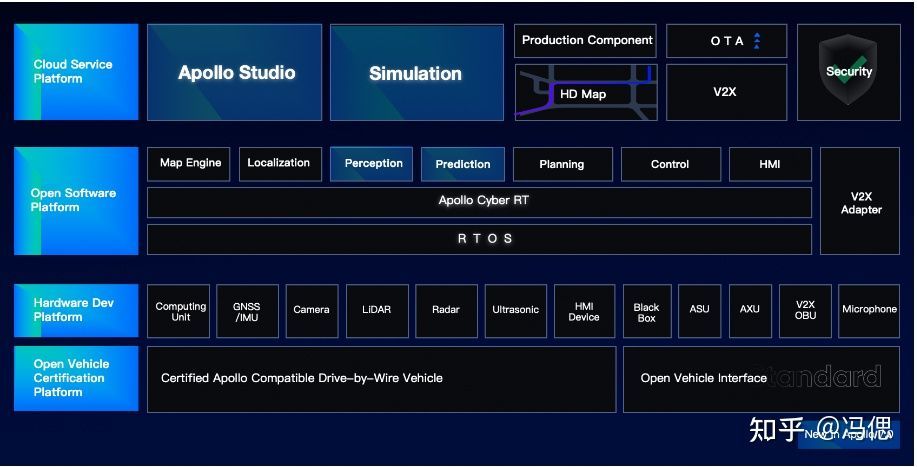 Cloud Service
Platform
Apollo Studio
Simulation
Production Component
HD Map
OTA
V2X
Security
Open Software
Platform
Map Engine
Localization
Perception
Prediction
Planning
Control
HMI
Apollo Cyber RT
RTOS
V2X
Adapter
Hardware Dev
Platform
Computing
Unit
GNSS
/IMU
Camera
LiDAR
Radar
Ultrasonic
HMI
Device
Black
Box
ASU
AXU
V2X
OBU
Microphone
Open Vehicle
Certification
Platform
Certified Apollo Compatible Drive-by-Wire Vehicle
Open Vehicle Interface
知乎 @冯偲
New in Apollo